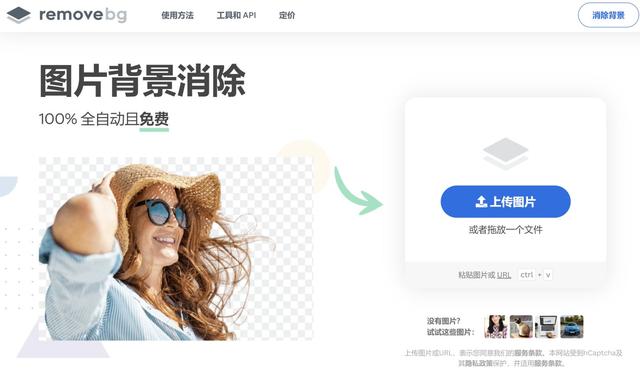 removebg
使用方法
工具和 API
定价
消除背景
图片背景消除
100% 全自动且免费
上传图片
或者拖放一个文件
粘贴图片或 URL ctrl + v
没有图片?
试试这些图片:
上传图片或URL，表示您同意我们的服务条款。本网站受到hCaptcha及
其隐私政策保护，并适用服务条款。